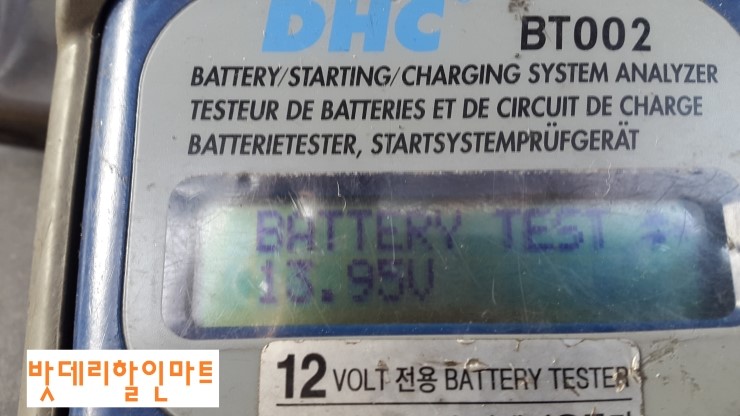 DHC BT002
BATTERY/STARTING/CHARGING SYSTEM ANALYZER
TESTEUR DE BATTERIES ET DE CIRCUIT DE CHARGE
BATTERIETESTER, STARTSYSTEMPRÜFGERÄT
BATTERY TEST
13.95V
12 VOLT 전용 BATTERY TESTER
밧데리할인마트